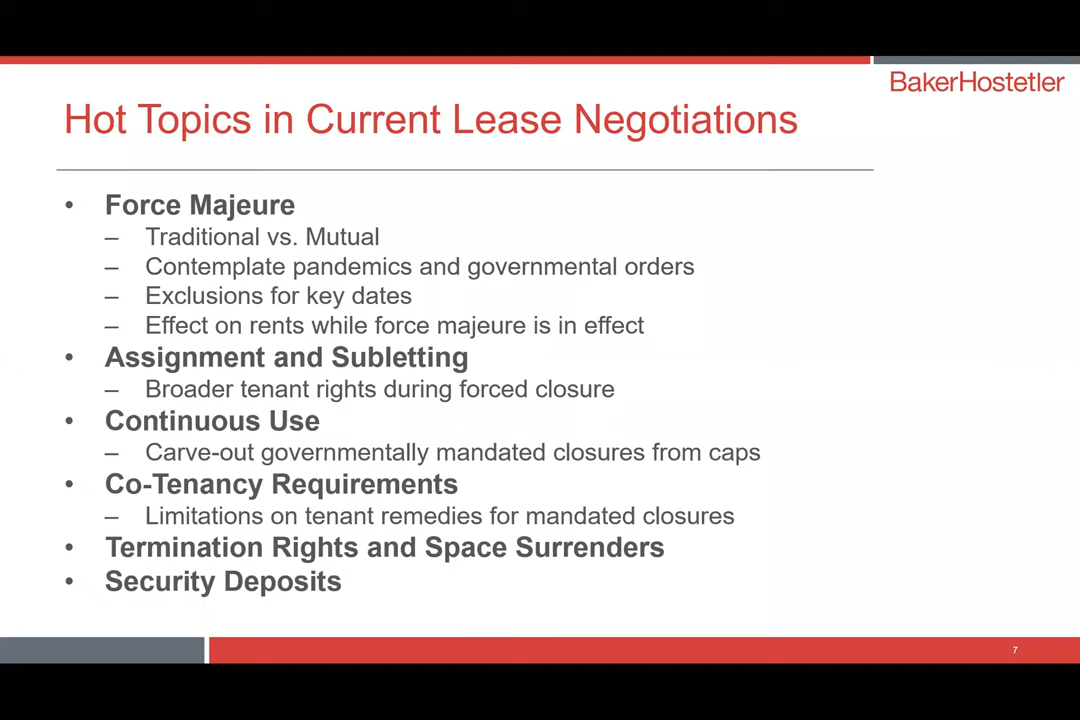 BakerHostetler
Hot Topics in Current Lease Negotiations
• Force Majeure
– Traditional vs. Mutual
– Contemplate pandemics and governmental orders
– Exclusions for key dates
– Effect on rents while force majeure is in effect
• Assignment and Subletting
– Broader tenant rights during forced closure
• Continuous Use
– Carve-out governmentally mandated closures from caps
• Co-Tenancy Requirements
– Limitations on tenant remedies for mandated closures
• Termination Rights and Space Surrenders
• Security Deposits
7